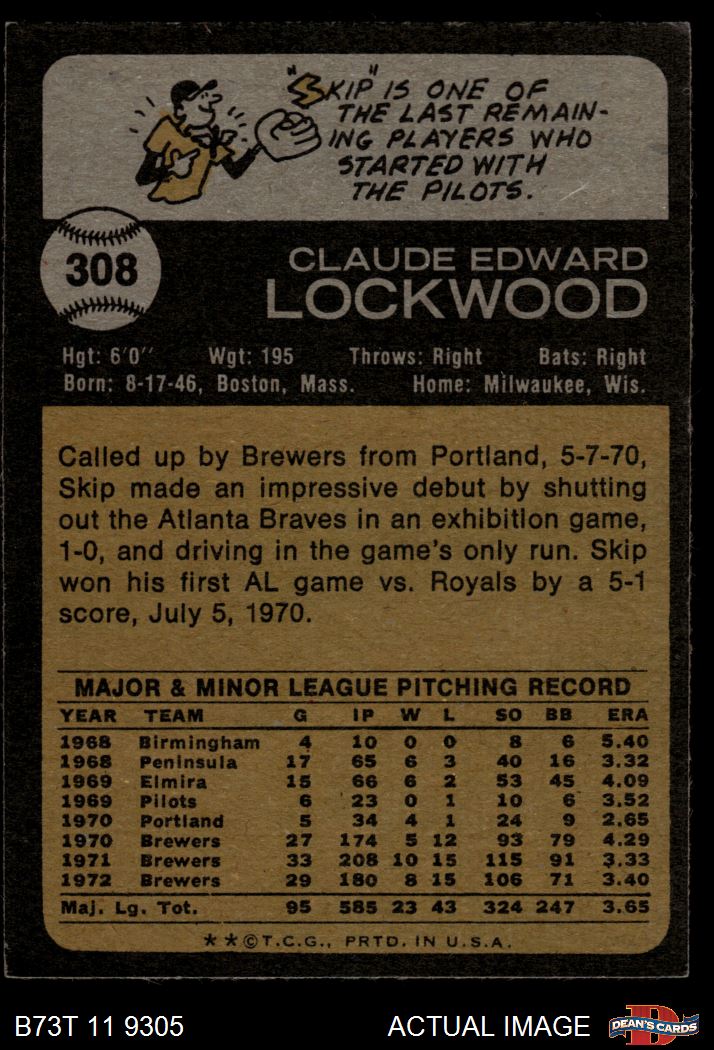 "SKIP" IS ONE OF
THE LAST REMAIN-
ING PLAYERS WHO
STARTED WITH
THE PILOTS.
308
CLAUDE EDWARD
LOCKWOOD
Hgt: 6'0" Wgt: 195 Throws: Right Bats: Right
Born: 8-17-46, Boston, Mass. Home: Milwaukee, Wis.
Called up by Brewers from Portland, 5-7-70,
Skip made an impressive debut by shutting
out the Atlanta Braves in an exhibition game,
1-0, and driving in the game's only run. Skip
won his first AL game vs. Royals by a 5-1
score, July 5, 1970.
MAJOR & MINOR LEAGUE PITCHING RECORD
YEAR TEAM G IP W L SO BB ERA
1968 Birmingham 4 10 0 0 8 6 5.40
1968 Peninsula 17 65 6 3 40 16 3.32
1969 Elmira 15 66 6 2 53 45 4.09
1969 Pilots 6 23 0 1 10 6 3.52
1970 Portland 5 34 4 1 24 9 2.65
1970 Brewers 27 174 5 12 93 79 4.29
1971 Brewers 33 208 10 15 115 91 3.33
1972 Brewers 29 180 8 15 106 71 3.40
Maj. Lg. Tot. 95 585 23 43 324 247 3.65
* * © T.C.G., PRTD. IN U.S.A.
B73T 11 9305 ACTUAL IMAGE DEAN'S CARDS